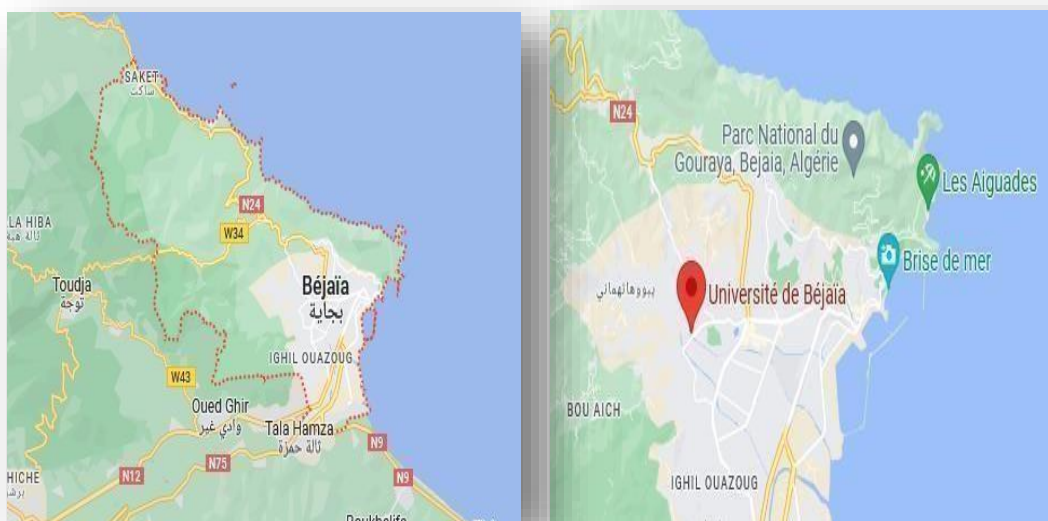 SAKET
ساكت
N24
LA HIBA
W34
Toudja
توجة
Béjaïa
بجاية
IGHIL OUAZOUG
W43
Oued Ghir
وادي غير
Tala Hamza
ثالة حمزة
N9
N75
N12
N9
HICHE
N24
Parc National du
Gouraya, Bejaia, Algérie
Les Aiguades
Brise de mer
Université de Béjaïa
BOU AICH
IGHIL OUAZOUG